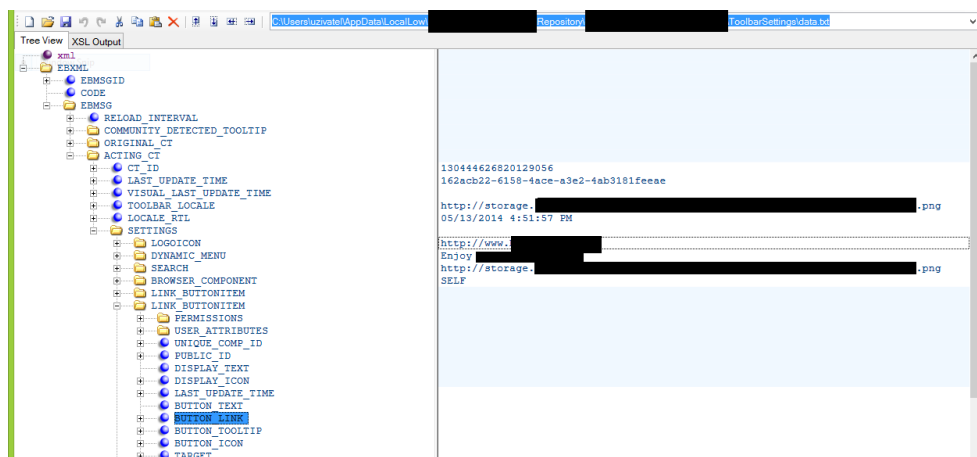 C:\Users\uzivatel\AppData\LocalLow\ Repository\ \ToolbarSettings\data.txt
Tree View XSL Output
xml
EBXML
EBMSGID
CODE
EBMSG
RELOAD_INTERVAL
COMMUNITY_DETECTED_TOOLTIP
ORIGINAL_CT
ACTING_CT
CT_ID 130444626820129056
LAST_UPDATE_TIME 162acb22-6158-4ace-a3e2-4ab3181feeae
VISUAL_LAST_UPDATE_TIME
TOOLBAR_LOCALE http://storage. .png
LOCALE_RTL 05/13/2014 4:51:57 PM
SETTINGS
LOGOICON http://www.
DYNAMIC_MENU Enjoy
SEARCH http://storage. .png
BROWSER_COMPONENT SELF
LINK_BUTTONITEM
LINK_BUTTONITEM
PERMISSIONS
USER_ATTRIBUTES
UNIQUE_COMP_ID
PUBLIC_ID
DISPLAY_TEXT
DISPLAY_ICON
LAST_UPDATE_TIME
BUTTON_TEXT
BUTTON_LINK
BUTTON_TOOLTIP
BUTTON_ICON
TARGET